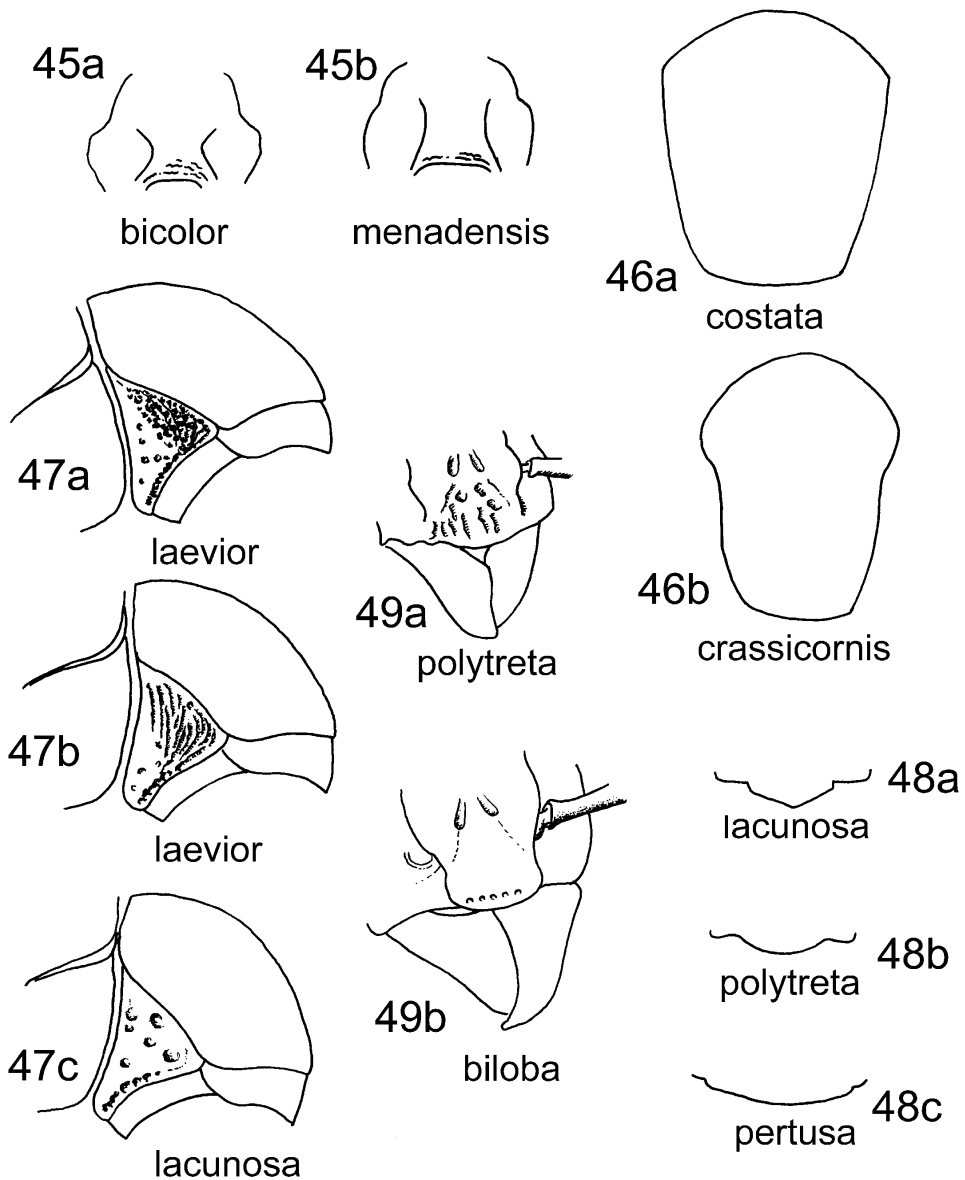 45a
bicolor
45b
menadensis
46a
costata
47a
laevior
49a
polytreta
46b
crassicornis
47b
laevior
48a
lacunosa
48b
polytreta
49b
biloba
47c
lacunosa
48c
pertusa